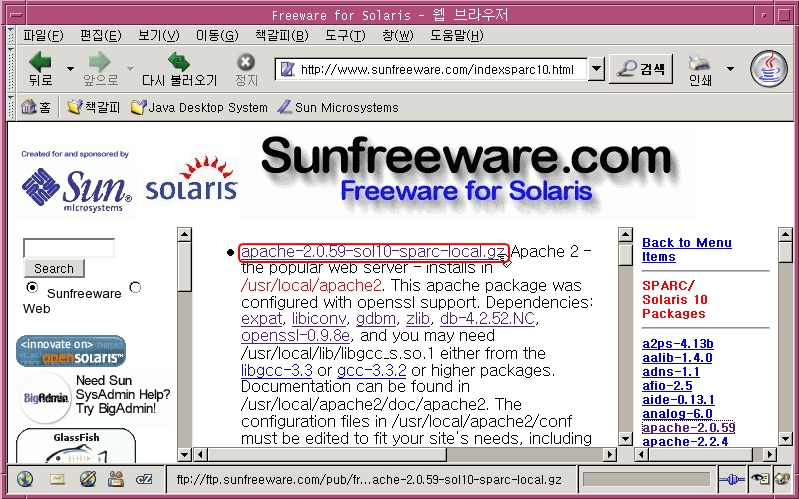 Freeware for Solaris - 웹 브라우저
파일(F) 편집(E) 보기(V) 이동(G) 책갈피(B) 도구(T) 창(W) 도움말(H)
뒤로 앞으로 다시 불러오기 정지 http://www.sunfreeware.com/indexsparc10.html 검색 인쇄
홈 책갈피 Java Desktop System Sun Microsystems
Created for and sponsored by
Sun
microsystems
solaris
Sunfreeware.com
Freeware for Solaris
Search
Sunfreeware
Web
<innovate on>
opensolaris™
BigAdmin
Need Sun
SysAdmin Help?
Try BigAdmin!
GlassFish
apache-2.0.59-sol10-sparc-local.gz Apache 2 -
the popular web server - installs in
/usr/local/apache2. This apache package was
configured with openssl support. Dependencies:
expat, libiconv, gdbm, zlib, db-4.2.52.NC,
openssl-0.9.8e, and you may need
/usr/local/lib/libgcc_s.so.1 either from the
libgcc-3.3 or gcc-3.3.2 or higher packages.
Documentation can be found in
/usr/local/apache2/doc/apache2. The
configuration files in /usr/local/apache2/conf
must be edited to fit your site's needs, including
Back to Menu
Items
SPARC/
Solaris 10
Packages
a2ps-4.13b
aalib-1.4.0
adns-1.1
afio-2.5
aide-0.13.1
analog-6.0
apache-2.0.59
apache-2.2.4
ftp://ftp.sunfreeware.com/pub/fr...ache-2.0.59-sol10-sparc-local.gz